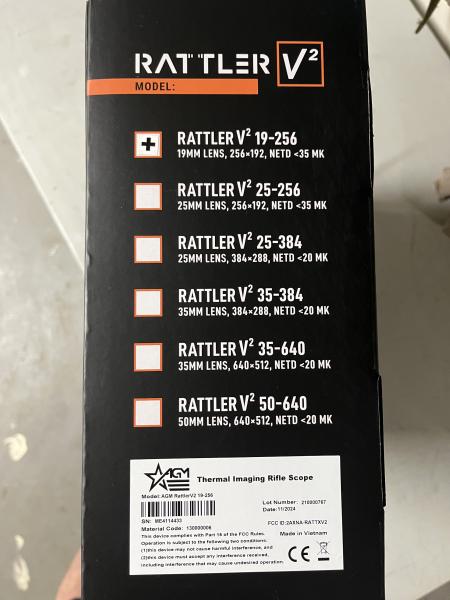 RATTLER V²
MODEL:
RATTLER V² 19-256
19MM LENS, 256×192, NETD <35 MK
RATTLER V² 25-256
25MM LENS, 256×192, NETD <35 MK
RATTLER V² 25-384
25MM LENS, 384×288, NETD <20 MK
RATTLER V² 35-384
35MM LENS, 384×288, NETD <20 MK
RATTLER V² 35-640
35MM LENS, 640×512, NETD <20 MK
RATTLER V² 50-640
50MM LENS, 640×512, NETD <20 MK
AGM
Thermal Imaging Rifle Scope
Model: AGM RattlerV2 19-256
SN: ME4114433
Lot Number: 210000767
Date: 11/2024
Material Code: 130000006
FCC ID: 2AXNA-RATTXV2
Made in Vietnam
This device complies with Part 15 of the FCC Rules.
Operation is subject to the following two conditions:
(1)this device may not cause harmful interference, and
(2)this device must accept any interference received,
including interference that may cause undesired operation.
CE